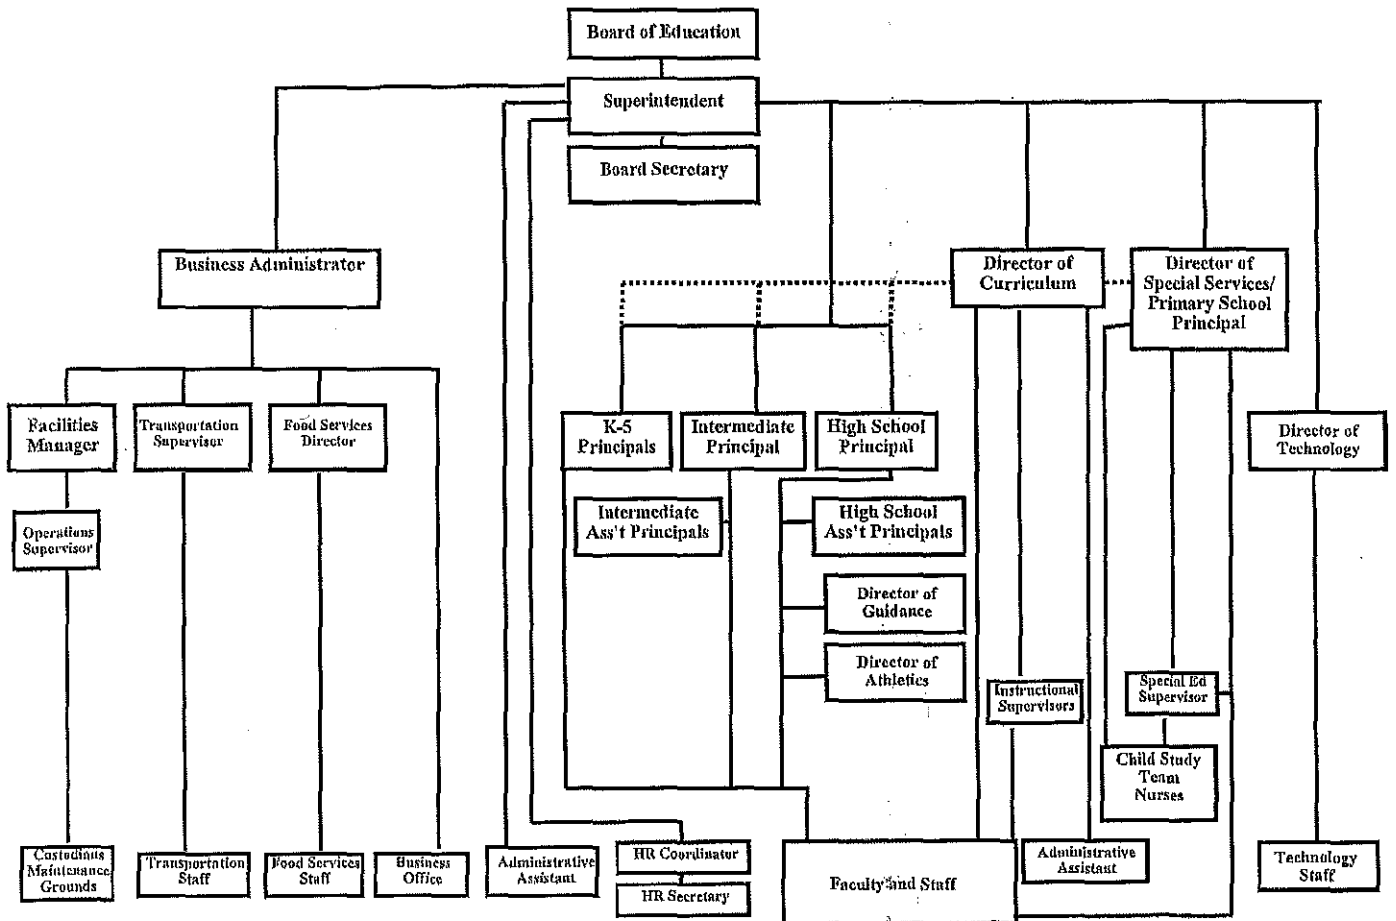 Board of Education
Superintendent
Board Secretary
Business Administrator
Director of
Curriculum
Director of
Special Services/
Primary School
Principal
Facilities
Manager
Transportation
Supervisor
Food Services
Director
K-5
Principals
Intermediate
Principal
High School
Principal
Director of
Technology
Operations
Supervisor
Intermediate
Ass't Principals
High School
Ass't Principals
Director of
Guidance
Director of
Athletics
Instructional
Supervisors
Special Ed
Supervisor
Child Study
Team
Nurses
Custodians
Maintenance
Grounds
Transportation
Staff
Food Services
Staff
Business
Office
Administrative
Assistant
HR Coordinator
HR Secretary
Faculty and Staff
Administrative
Assistant
Technology
Staff